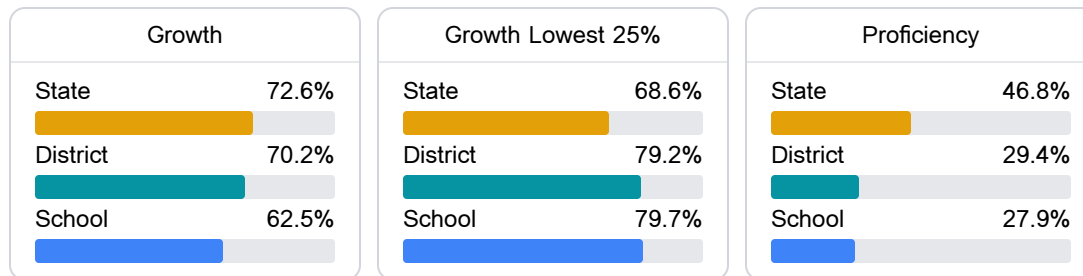 Growth
State 72.6%
District 70.2%
School 62.5%
Growth Lowest 25%
State 68.6%
District 79.2%
School 79.7%
Proficiency
State 46.8%
District 29.4%
School 27.9%